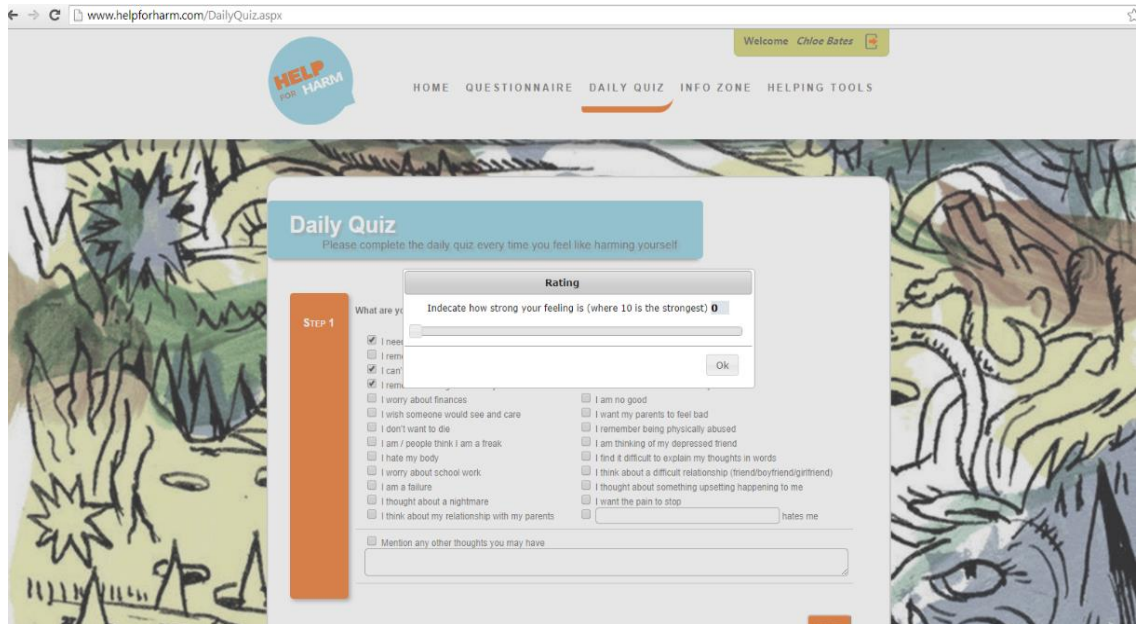 www.helpforharm.com/DailyQuiz.aspx
Welcome Chloe Bates
HELP
FOR HARM
HOME QUESTIONNAIRE DAILY QUIZ INFO ZONE HELPING TOOLS
Daily Quiz
Please complete the daily quiz every time you feel like harming yourself
Rating
Indecate how strong your feeling is (where 10 is the strongest) 0
Ok
STEP 1
What are
I
I
I
I
I worry about finances
I am no good
I wish someone would see and care
I want my parents to feel bad
I don't want to die
I remember being physically abused
I am / people think I am a freak
I am thinking of my depressed friend
I hate my body
I find it difficult to explain my thoughts in words
I worry about school work
I think about a difficult relationship (friend/boyfriend/girlfriend)
I am a failure
I thought about something upsetting happening to me
I thought about a nightmare
I want the pain to stop
I think about my relationship with my parents
hates me
Mention any other thoughts you may have